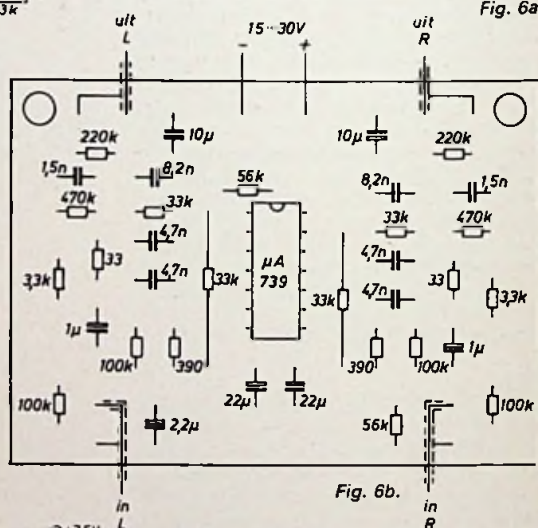 3k
Fig. 6a
uit
L
15-30V
uit
R
-
+
10μ
10μ
220k
220k
1,5n
8,2n
56k
8,2n
1,5n
470k
33k
33k
470k
4,7n
4,7n
μA
739
33
33
3,3k
4,7n
33k
33k
4,7n
3,3k
1μ
1μ
100k
390
390
100k
100k
22μ
22μ
100k
2,2μ
56k
Fig. 6b.
in
L
in
R